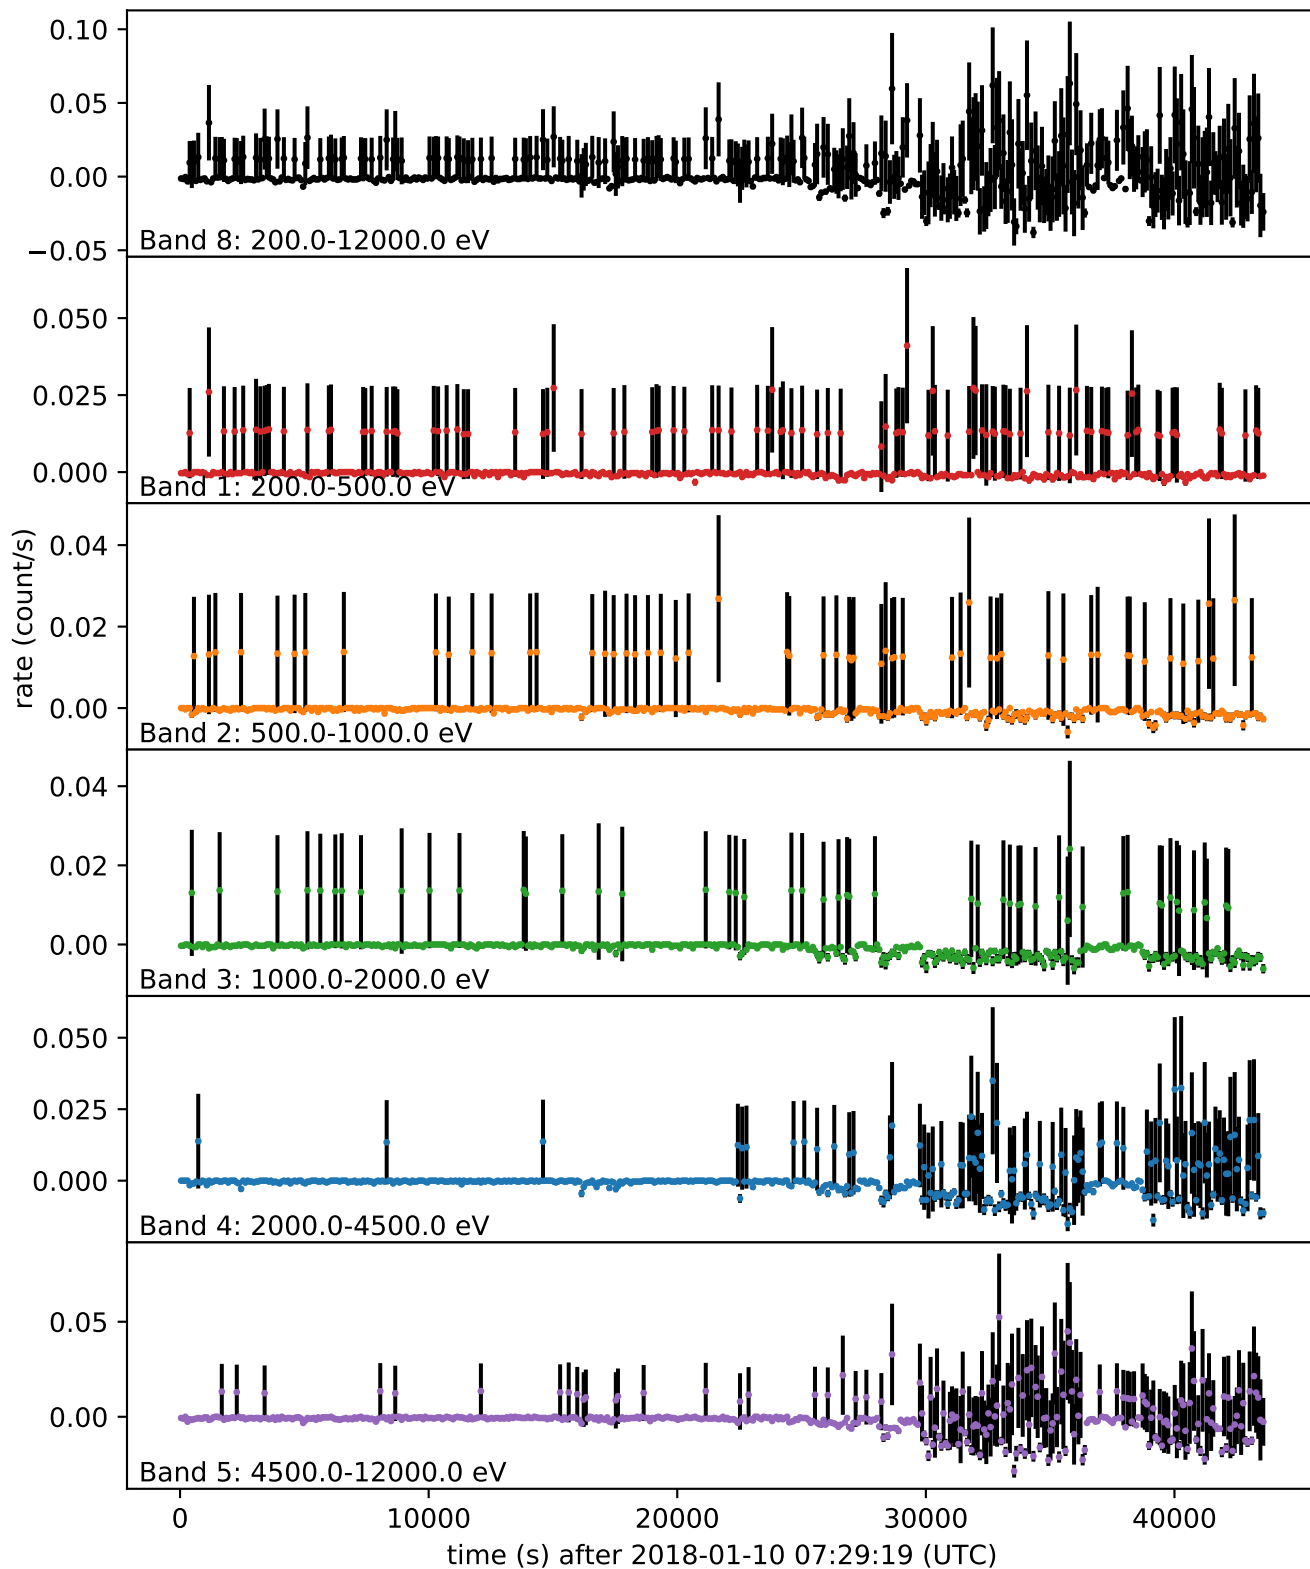 0.10
0.05
0.00
−0.05
Band 8: 200.0-12000.0 eV
0.050
0.025
0.000
Band 1: 200.0-500.0 eV
rate (count/s)
0.04
0.02
0.00
Band 2: 500.0-1000.0 eV
0.04
0.02
0.00
Band 3: 1000.0-2000.0 eV
0.050
0.025
0.000
Band 4: 2000.0-4500.0 eV
0.05
0.00
Band 5: 4500.0-12000.0 eV
0 10000 20000 30000 40000
time (s) after 2018-01-10 07:29:19 (UTC)